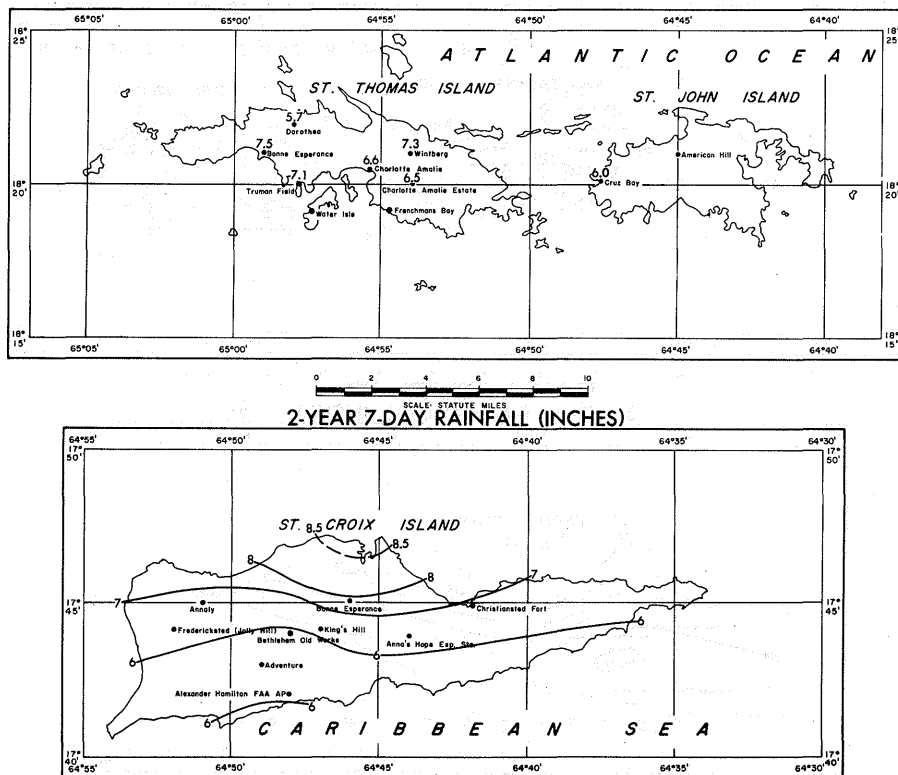 65°05' 65°00' 64°55' 64°50' 64°45' 64°40'
18° 25' 18° 25'
ATLANTIC OCEAN
ST. THOMAS ISLAND
ST. JOHN ISLAND
5.7
Dorothea
7.5
Bonne Esperance
7.3
Wintberg
American Hill
6.6
Charlotte Amalie
7.1
Truman Field
6.5
Charlotte Amalie Estate
6.0
Cruz Bay
18° 20' 18° 20'
Water Isle
Frenchmans Bay
18° 15' 18° 15'
65°05' 65°00' 64°55' 64°50' 64°45' 64°40'
0 2 4 6 8 10
SCALE: STATUTE MILES
2-YEAR 7-DAY RAINFALL (INCHES)
64°55' 64°50' 64°45' 64°40' 64°34' 64°30'
17° 50' 17° 50'
ST. CROIX ISLAND
8.5 8.5
8 8
7 7
17° 45' 17° 45'
Annaly
Bonne Esperance
Christiansted Fort
Fredericksted (Jolly Hill)
King's Hill
Bethlehem Old Works
Anna's Hope Exp. Sta.
6 6 6
Adventure
Alexander Hamilton FAA AP
6 6
CARIBBEAN SEA
17° 40' 17° 40'
64°55' 64°50' 64°45' 64°40' 64°34' 64°30'